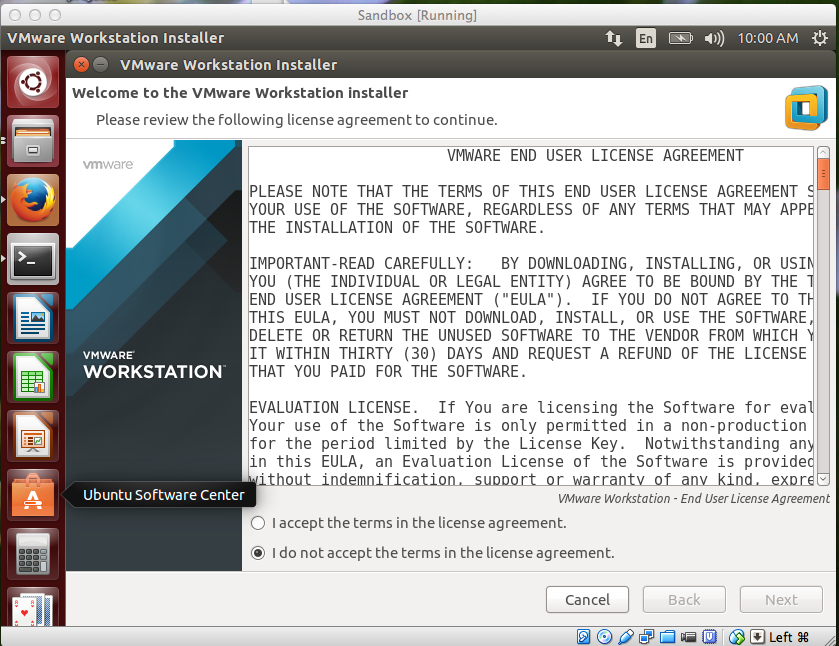 Sandbox [Running]
VMware Workstation Installer
En
10:00 AM
VMware Workstation Installer
Welcome to the VMware Workstation installer
Please review the following license agreement to continue.
vmware
VMWARE®
WORKSTATION™
VMWARE END USER LICENSE AGREEMENT
PLEASE NOTE THAT THE TERMS OF THIS END USER LICENSE AGREEMENT S
YOUR USE OF THE SOFTWARE, REGARDLESS OF ANY TERMS THAT MAY APPE
THE INSTALLATION OF THE SOFTWARE.
IMPORTANT-READ CAREFULLY:   BY DOWNLOADING, INSTALLING, OR USIN
YOU (THE INDIVIDUAL OR LEGAL ENTITY) AGREE TO BE BOUND BY THE T
END USER LICENSE AGREEMENT ("EULA").  IF YOU DO NOT AGREE TO TH
THIS EULA, YOU MUST NOT DOWNLOAD, INSTALL, OR USE THE SOFTWARE,
DELETE OR RETURN THE UNUSED SOFTWARE TO THE VENDOR FROM WHICH Y
IT WITHIN THIRTY (30) DAYS AND REQUEST A REFUND OF THE LICENSE
THAT YOU PAID FOR THE SOFTWARE.
EVALUATION LICENSE.  If You are licensing the Software for eval
Your use of the Software is only permitted in a non-production
for the period limited by the License Key.  Notwithstanding any
in this EULA, an Evaluation License of the Software is provided
without indemnification, support or warranty of any kind, expre
VMware Workstation - End User License Agreement
Ubuntu Software Center
I accept the terms in the license agreement.
I do not accept the terms in the license agreement.
Cancel
Back
Next
Left ⌘